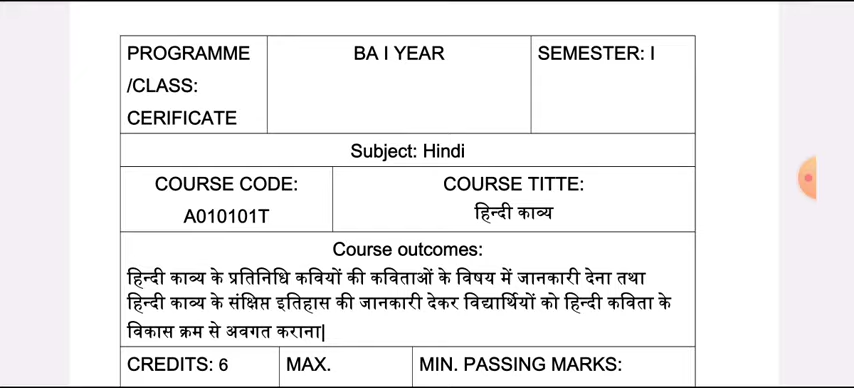 PROGRAMME BA I YEAR SEMESTER: I
/CLASS:
CERIFICATE
Subject: Hindi
COURSE CODE: COURSE TITTE:
A010101T हिन्दी काव्य
Course outcomes:
हिन्दी काव्य के प्रतिनिधि कवियों की कविताओं के विषय में जानकारी देना तथा
हिन्दी काव्य के संक्षिप्त इतिहास की जानकारी देकर विद्यार्थियों को हिन्दी कविता के
विकास क्रम से अवगत कराना|
CREDITS: 6 MAX. MIN. PASSING MARKS: